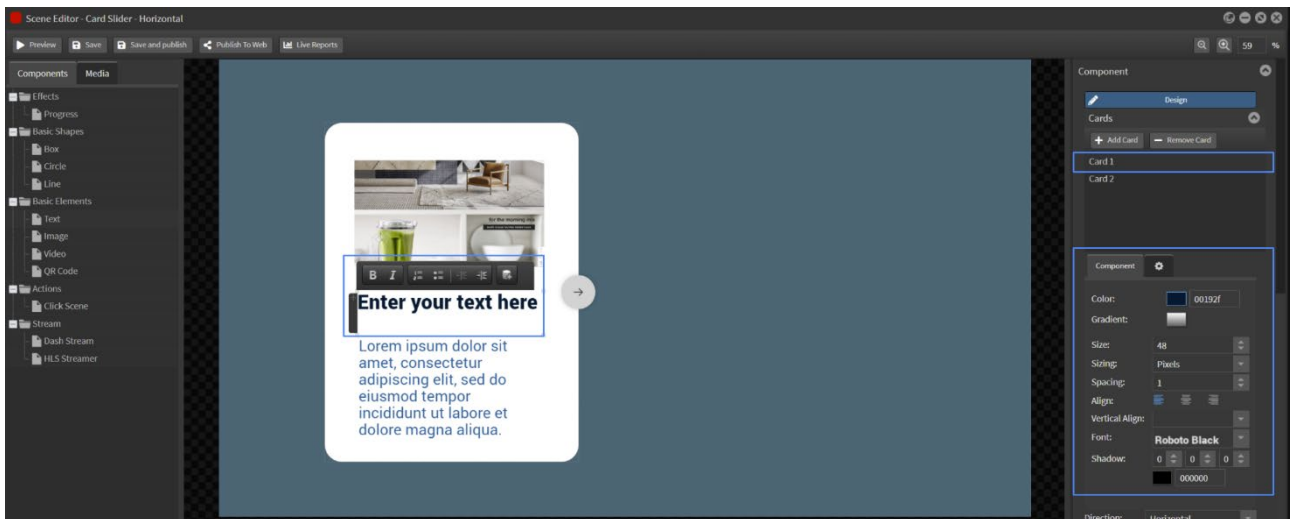 Scene Editor - Card Slider - Horizontal
Preview Save Save and publish Publish To Web Live Reports 59 %
Components Media
Effects
Progress
Basic Shapes
Box
Circle
Line
Basic Elements
Text
Image
Video
QR Code
Actions
Click Scene
Stream
Dash Stream
HLS Streamer
for the morning mix
B I
Enter your text here
Lorem ipsum dolor sit
amet, consectetur
adipiscing elit, sed do
eiusmod tempor
incididunt ut labore et
dolore magna aliqua.
Component
Design
Cards
Add Card Remove Card
Card 1
Card 2
Component
Color: 00192f
Gradient:
Size: 48
Sizing: Pixels
Spacing: 1
Align:
Vertical Align:
Font: Roboto Black
Shadow: 0 0 0
000000
Direction: Horizontal